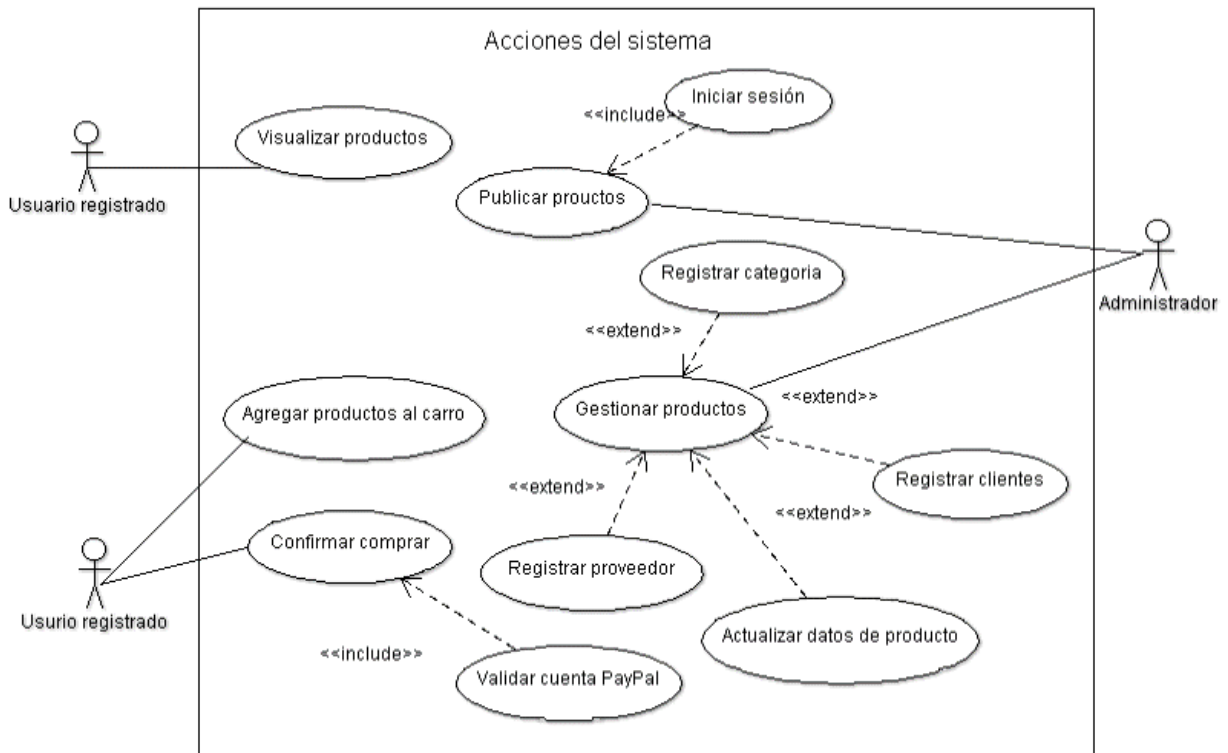 Acciones del sistema
Iniciar sesión
<<include>>
Visualizar productos
Usuario registrado
Publicar prouctos
Registrar categoria
Administrador
<<extend>>
Gestionar productos
<<extend>>
Agregar productos al carro
Registrar clientes
<<extend>>
<<extend>>
Confirmar comprar
Registrar proveedor
Usurio registrado
Actualizar datos de producto
<<include>>
Validar cuenta PayPal